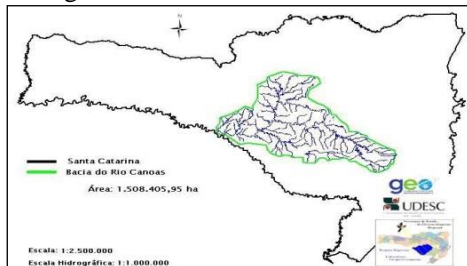 N
Santa Catarina
Bacia do Rio Canoas
Área: 1.508.405,95 ha
geo
UDESC
Escala: 1:2.500.000
Escala Hidrográfica: 1:1.000.000